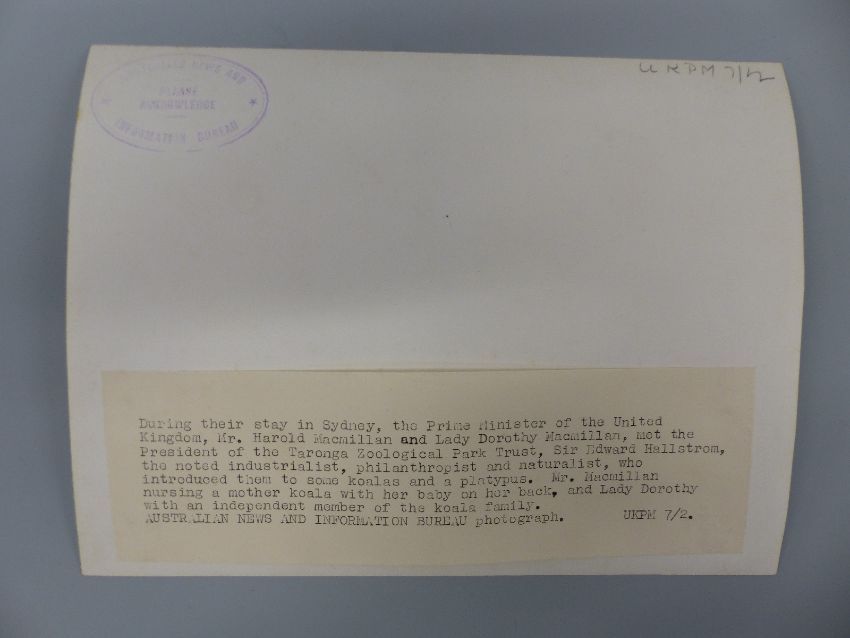 UKPM 7/2
NEWS AND
PLEASE
ACKNOWLEDGE
INFORMATION BUREAU
During their stay in Sydney, the Prime Minister of the United
Kingdom, Mr. Harold Macmillan and Lady Dorothy Macmillan, met the
President of the Taronga Zoological Park Trust, Sir Edward Hallstrom,
the noted industrialist, philanthropist and naturalist, who
introduced them to some koalas and a platypus. Mr. Macmillan
nursing a mother koala with her baby on her back, and Lady Dorothy
with an independent member of the koala family.
AUSTRALIAN NEWS AND INFORMATION BUREAU photograph. UKPM 7/2.